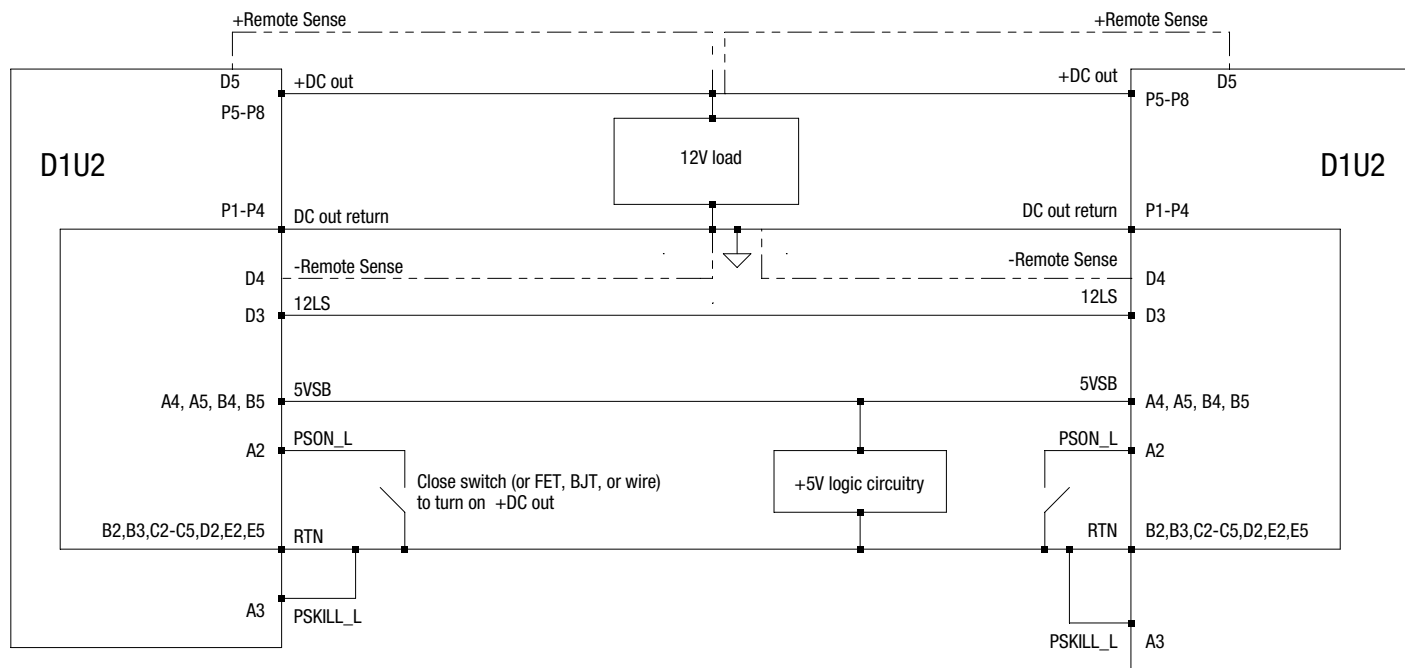 +Remote Sense
+Remote Sense
D5
+DC out
+DC out
D5
P5-P8
P5-P8
D1U2
12V load
D1U2
P1-P4
DC out return
DC out return
P1-P4
D4
-Remote Sense
-Remote Sense
D4
12LS
12LS
D3
D3
5VSB
5VSB
A4, A5, B4, B5
A4, A5, B4, B5
PSON_L
PSON_L
A2
A2
Close switch (or FET, BJT, or wire)
to turn on +DC out
+5V logic circuitry
B2,B3,C2-C5,D2,E2,E5
RTN
RTN
B2,B3,C2-C5,D2,E2,E5
A3
PSKILL_L
PSKILL_L
A3